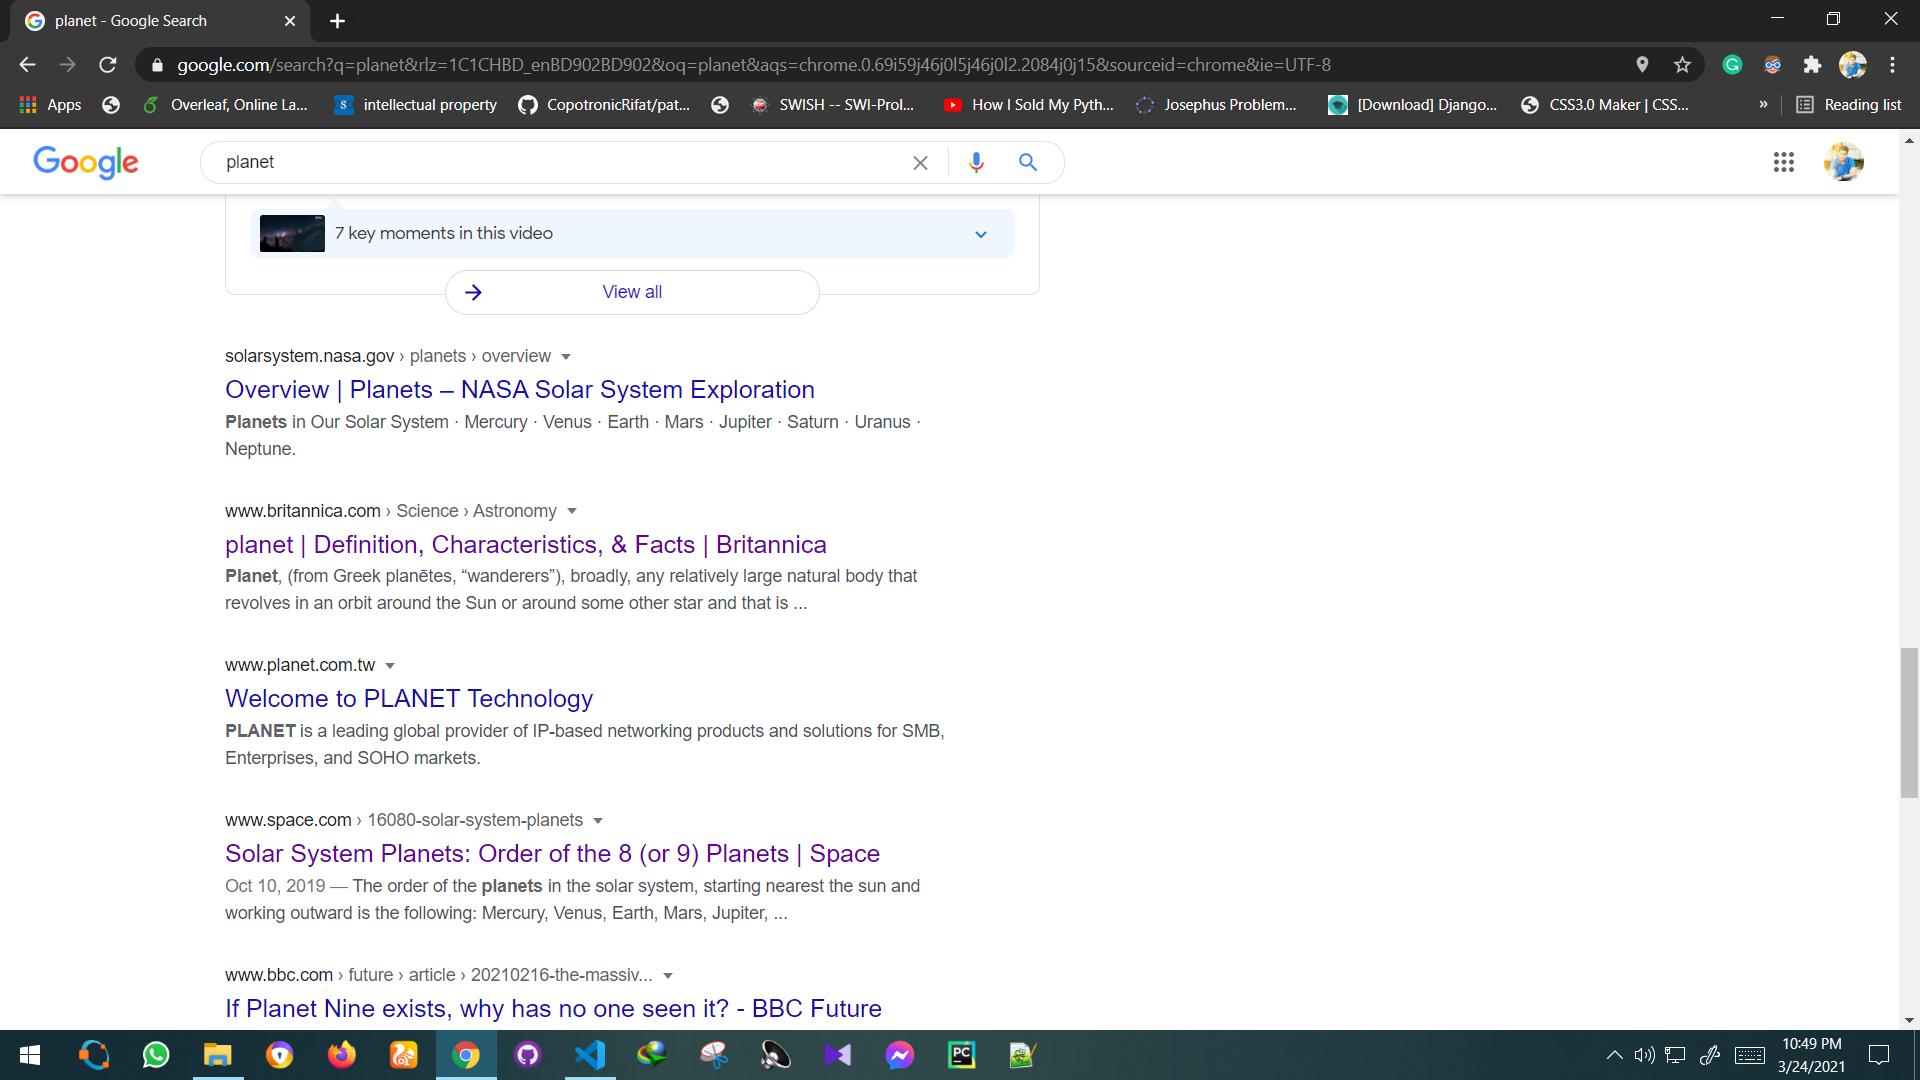 planet - Google Search
google.com/search?q=planet&rlz=1C1CHBD_enBD902BD902&oq=planet&aqs=chrome.0.69i59j46j0l5j46j0l2.2084j0j15&sourceid=chrome&ie=UTF-8
Apps Overleaf, Online La... S intellectual property CopotronicRifat/pat... SWISH -- SWI-Prol... How I Sold My Pyth... Josephus Problem... [Download] Django... CSS3.0 Maker | CSS... » Reading list
Google planet
7 key moments in this video
View all
solarsystem.nasa.gov › planets › overview
Overview | Planets – NASA Solar System Exploration
Planets in Our Solar System · Mercury · Venus · Earth · Mars · Jupiter · Saturn · Uranus ·
Neptune.
www.britannica.com › Science › Astronomy
planet | Definition, Characteristics, & Facts | Britannica
Planet, (from Greek planētes, “wanderers”), broadly, any relatively large natural body that
revolves in an orbit around the Sun or around some other star and that is ...
www.planet.com.tw
Welcome to PLANET Technology
PLANET is a leading global provider of IP-based networking products and solutions for SMB,
Enterprises, and SOHO markets.
www.space.com › 16080-solar-system-planets
Solar System Planets: Order of the 8 (or 9) Planets | Space
Oct 10, 2019 — The order of the planets in the solar system, starting nearest the sun and
working outward is the following: Mercury, Venus, Earth, Mars, Jupiter, ...
www.bbc.com › future › article › 20210216-the-massiv...
If Planet Nine exists, why has no one seen it? - BBC Future
PC
10:49 PM
3/24/2021